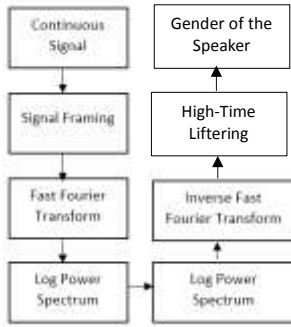 Continuous
Signal
Signal Framing
Fast Fourier
Transform
Log Power
Spectrum
Log Power
Spectrum
Inverse Fast
Fourier Transform
High-Time
Liftering
Gender of the
Speaker